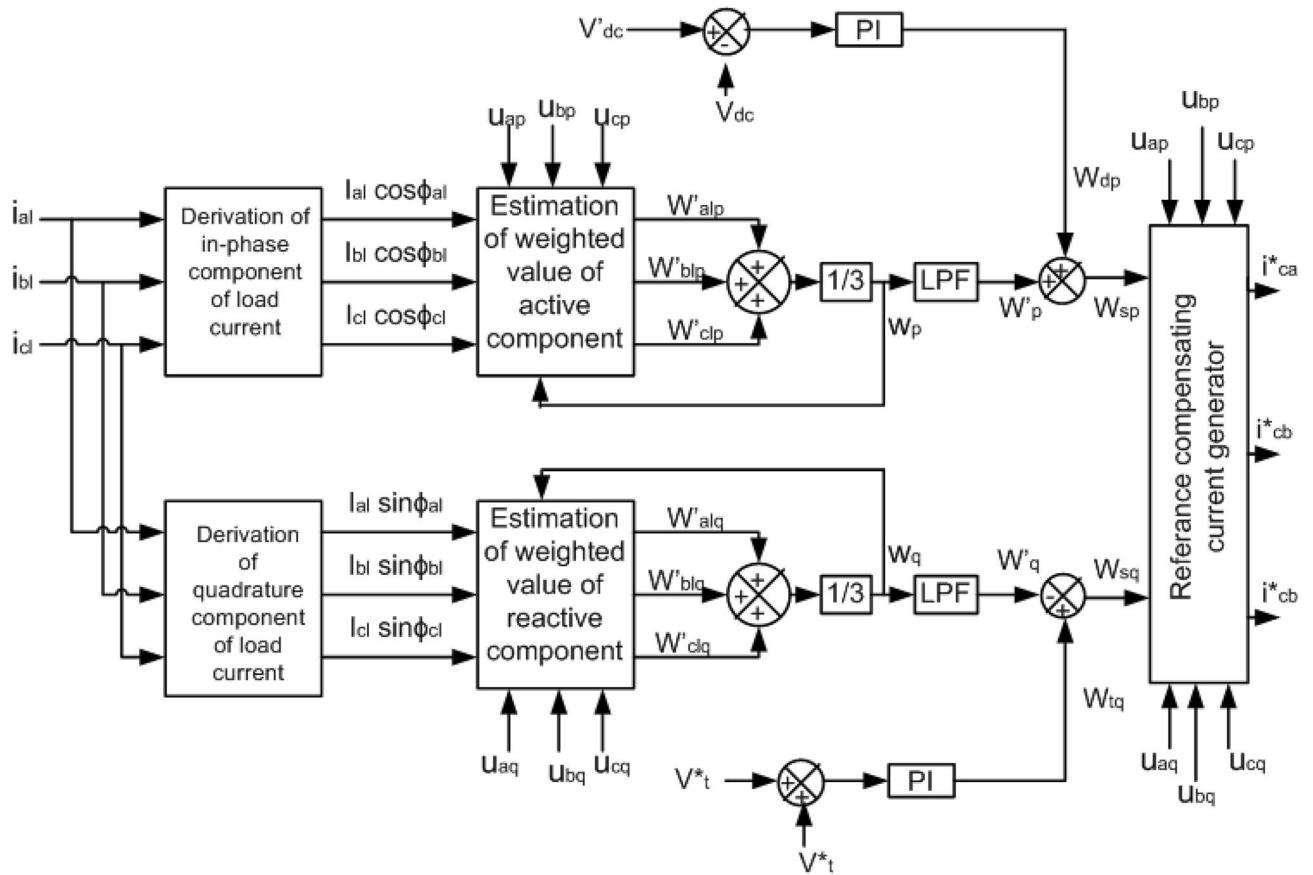 V'dc
+
-
PI
Vdc
uap
ubp
ucp
Wdp
uap
ubp
ucp
ial
ibl
icl
Derivation of
in-phase
component
of load
current
Ial cosϕal
Ibl cosϕbl
Icl cosϕcl
Estimation
of weighted
value of
active
component
W'alp
W'blp
W'clp
+
+
+
1/3
wp
LPF
W'p
+
+
Wsp
Referance compensating
current generator
i*ca
i*cb
i*cb
Derivation
of
quadrature
component
of load
current
Ial sinϕal
Ibl sinϕbl
Icl sinϕcl
Estimation
of weighted
value of
reactive
component
W'alq
W'blq
W'clq
+
+
+
1/3
wq
LPF
W'q
-
+
Wsq
Wtq
uaq
ubq
ucq
V*t
+
+
PI
V*t
uaq
ubq
ucq